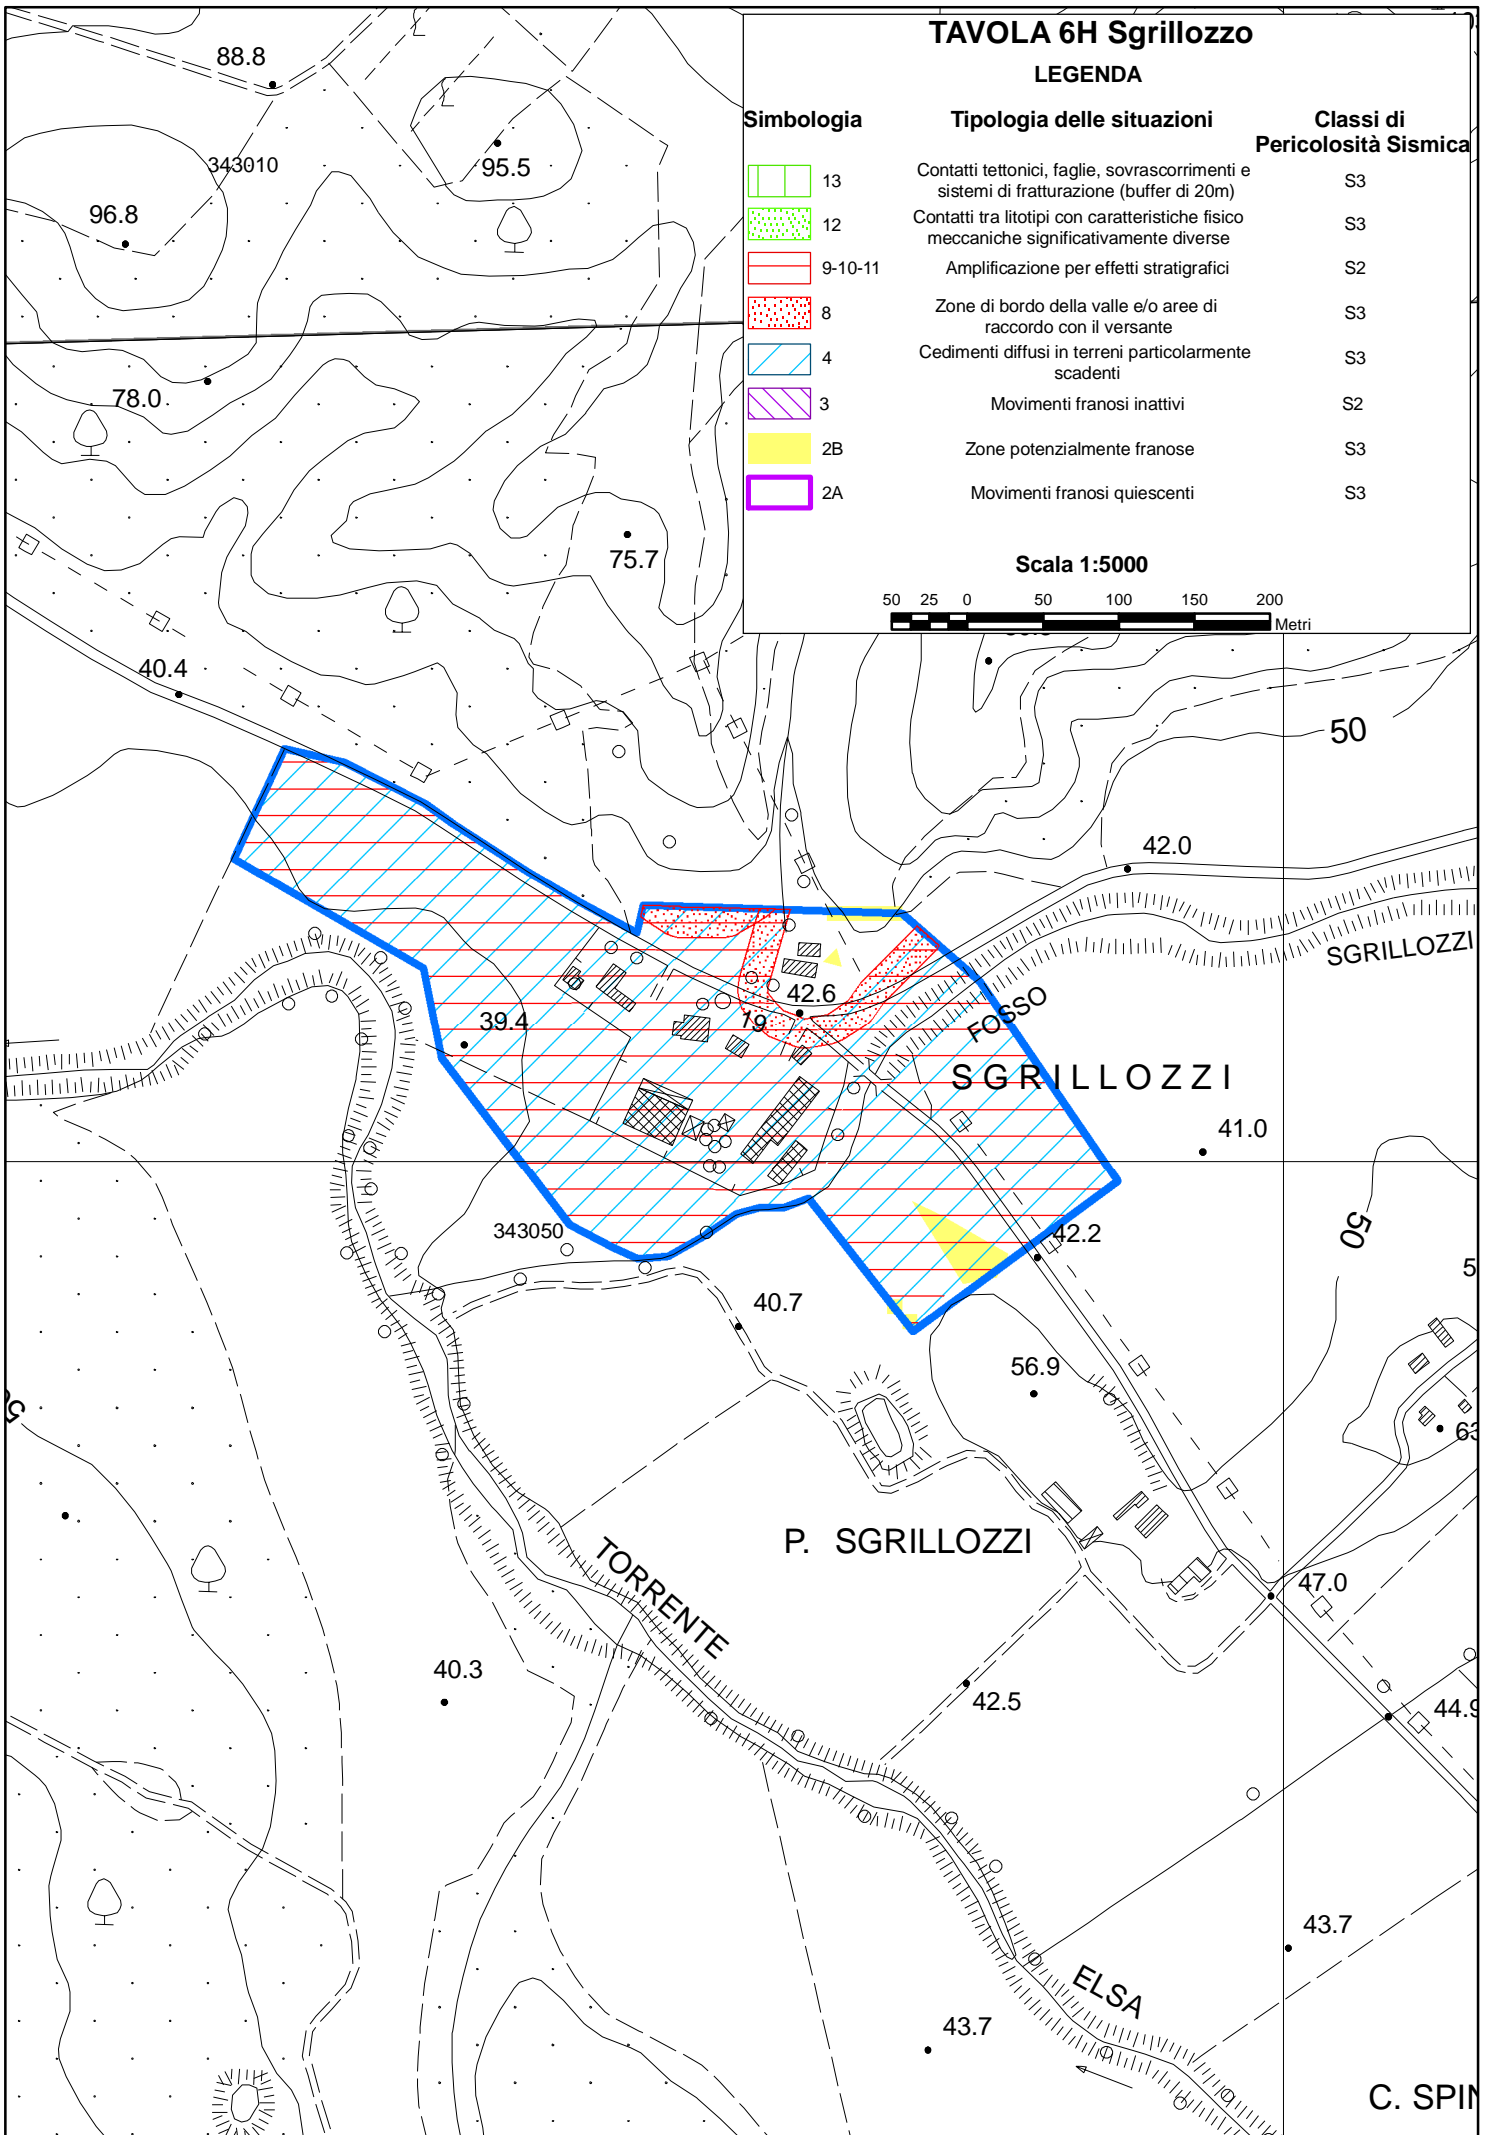 TAVOLA 6H Sgrillozzo
LEGENDA
Simbologia
Tipologia delle situazioni
Classi di
Pericolosità Sismica
13
Contatti tettonici, faglie, sovrascorrimenti e
sistemi di fratturazione (buffer di 20m)
S3
12
Contatti tra litotipi con caratteristiche fisico
meccaniche significativamente diverse
S3
9-10-11
Amplificazione per effetti stratigrafici
S2
8
Zone di bordo della valle e/o aree di
raccordo con il versante
S3
4
Cedimenti diffusi in terreni particolarmente
scadenti
S3
3
Movimenti franosi inattivi
S2
2B
Zone potenzialmente franose
S3
2A
Movimenti franosi quiescenti
S3
Scala 1:5000
50 25 0 50 100 150 200
Metri
88.8
343010
95.5
96.8
78.0
75.7
40.4
50
42.0
SGRILLOZZI
FOSSO
42.6
19
39.4
SGRILLOZZI
41.0
343050
42.2
50
40.7
56.9
P. SGRILLOZZI
47.0
TORRENTE
40.3
42.5
44.9
43.7
ELSA
43.7
C. SPIN